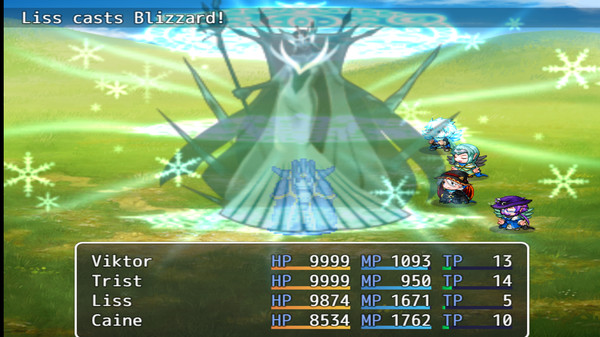 Liss casts Blizzard!
Viktor HP 9999 MP 1093 TP 13
Trist HP 9999 MP 950 TP 14
Liss HP 9874 MP 1671 TP 5
Caine HP 8534 MP 1762 TP 10